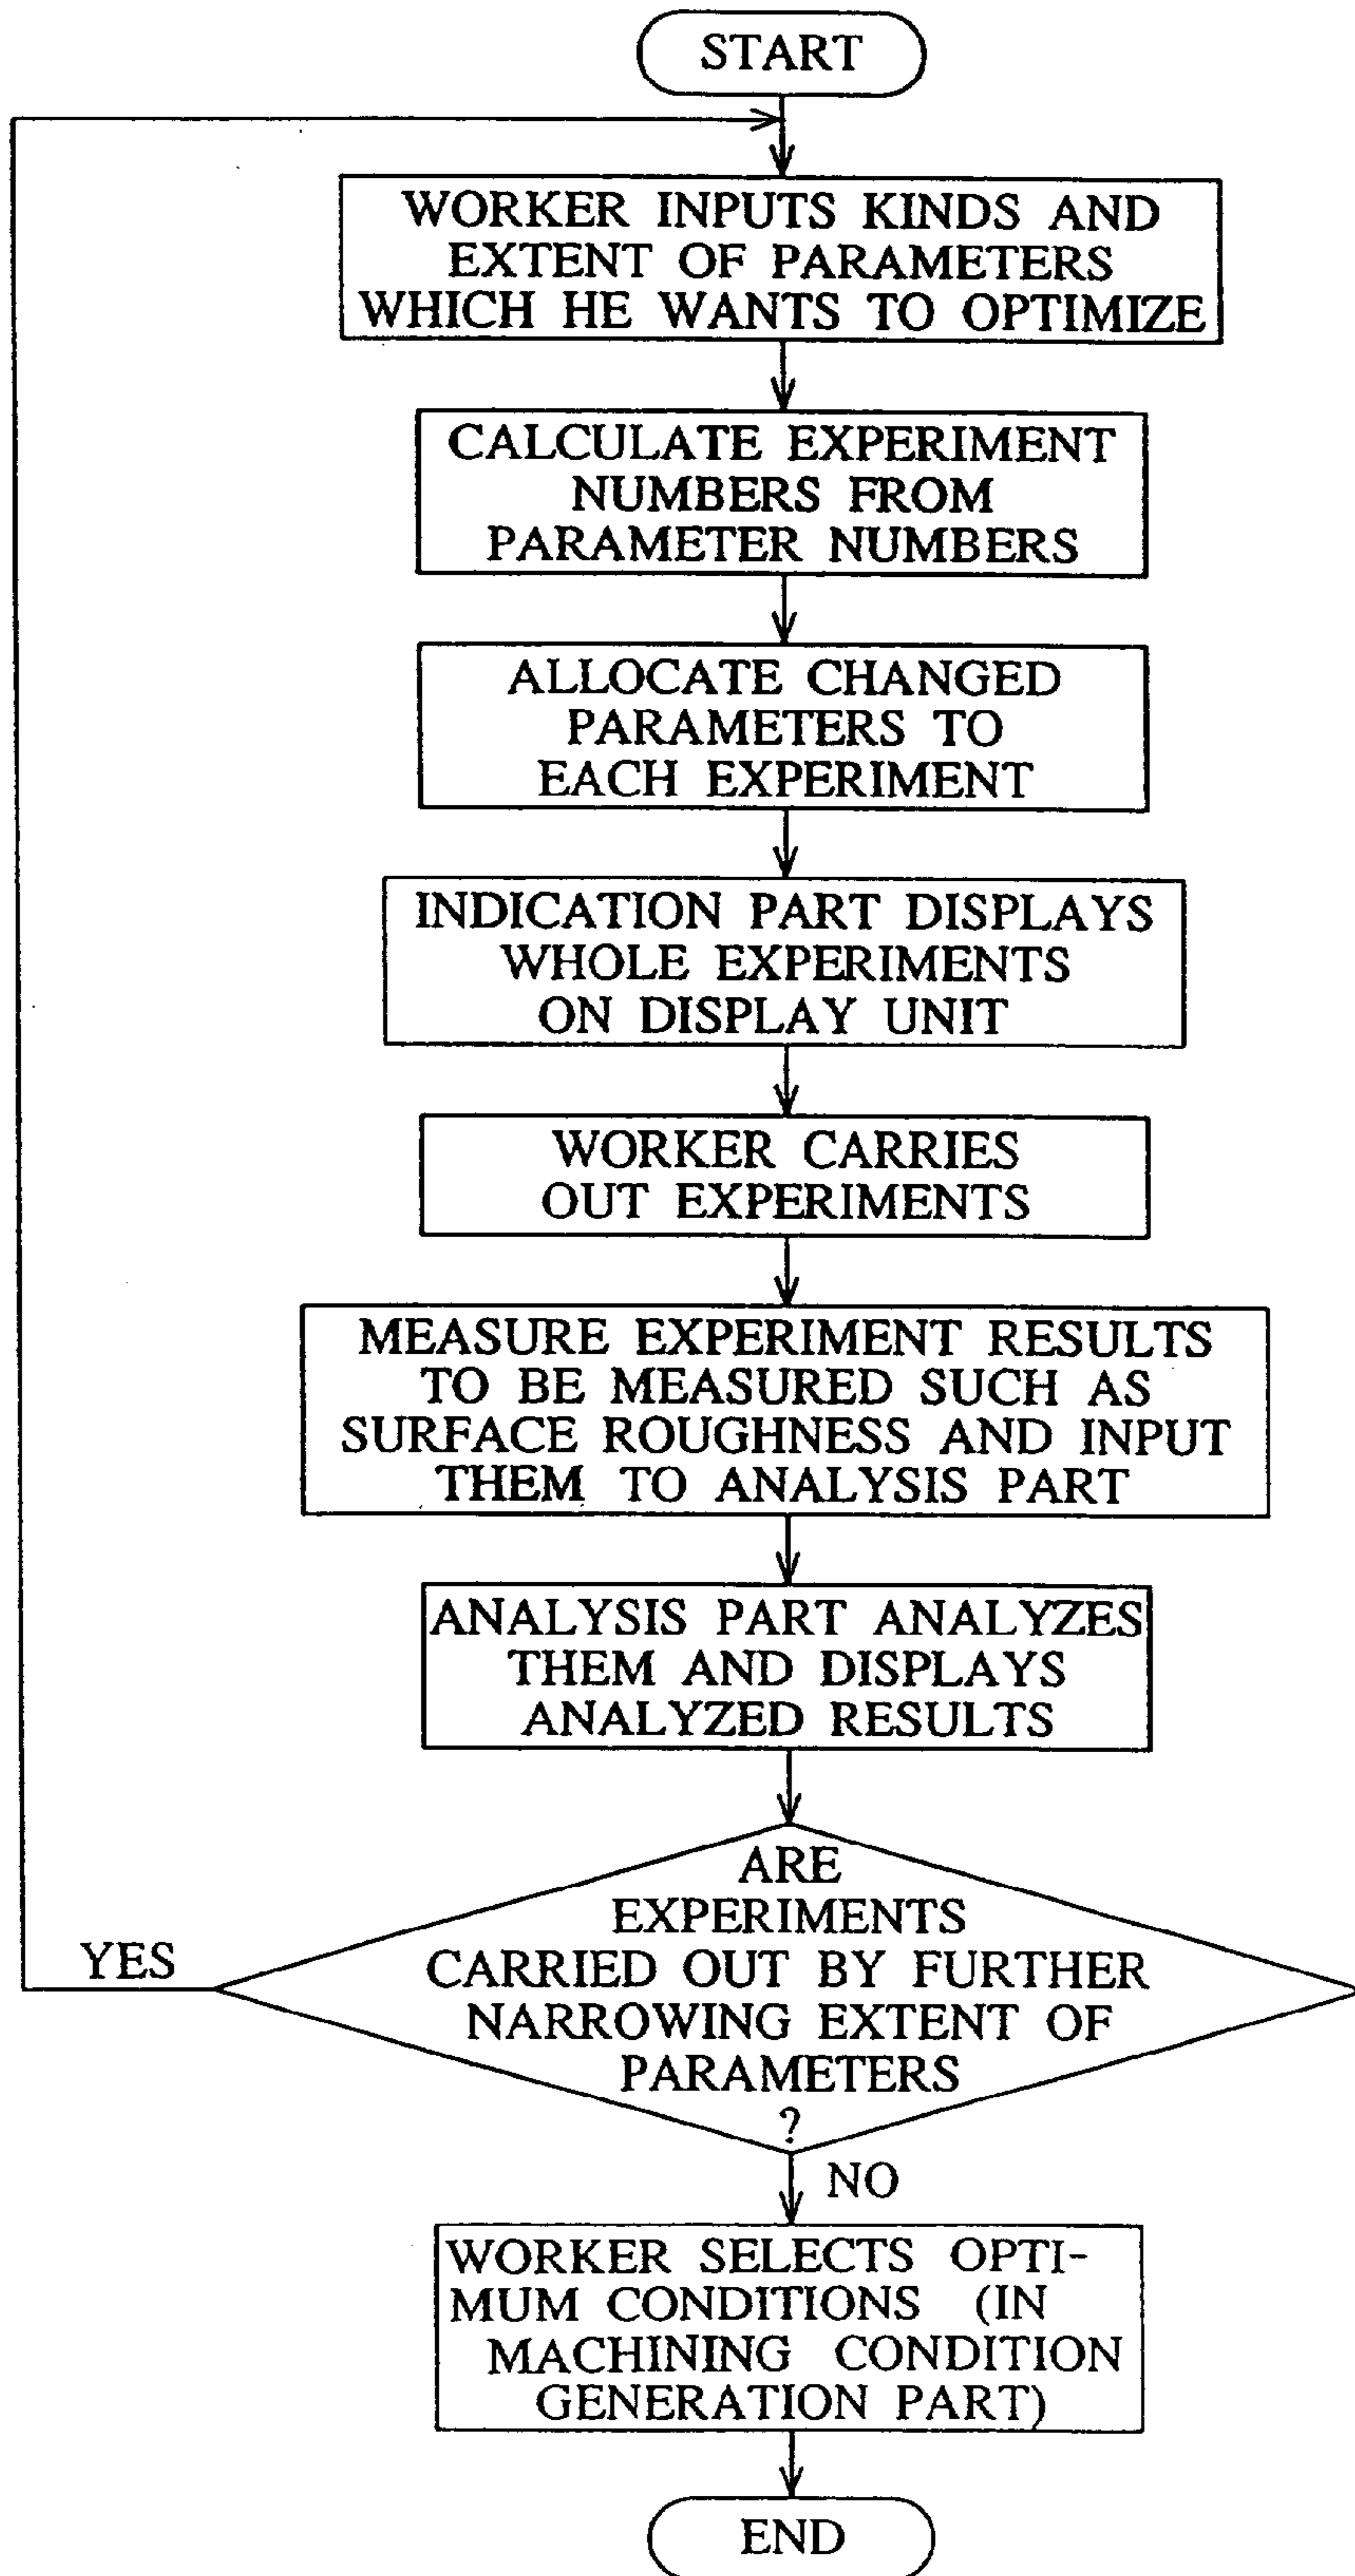 START
WORKER INPUTS KINDS AND
EXTENT OF PARAMETERS
WHICH HE WANTS TO OPTIMIZE
CALCULATE EXPERIMENT
NUMBERS FROM
PARAMETER NUMBERS
ALLOCATE CHANGED
PARAMETERS TO
EACH EXPERIMENT
INDICATION PART DISPLAYS
WHOLE EXPERIMENTS
ON DISPLAY UNIT
WORKER CARRIES
OUT EXPERIMENTS
MEASURE EXPERIMENT RESULTS
TO BE MEASURED SUCH AS
SURFACE ROUGHNESS AND INPUT
THEM TO ANALYSIS PART
ANALYSIS PART ANALYZES
THEM AND DISPLAYS
ANALYZED RESULTS
ARE
EXPERIMENTS
YES
CARRIED OUT BY FURTHER
NARROWING EXTENT OF
PARAMETERS
?
NO
WORKER SELECTS OPTI-
MUM CONDITIONS (IN
MACHINING CONDITION
GENERATION PART)
END